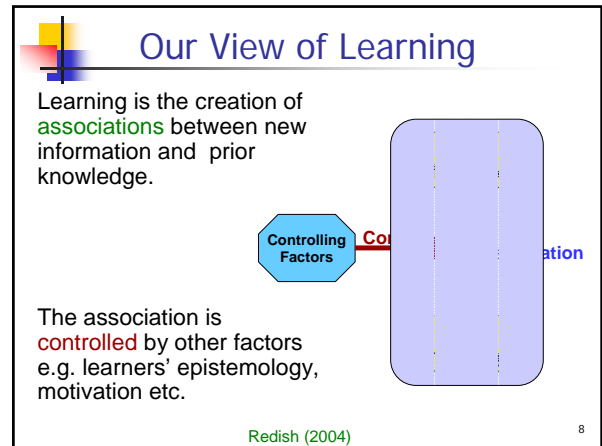 Our View of Learning
Learning is the creation of
associations between new
information and prior
knowledge.
Controlling
Factors
The association is
controlled by other factors
e.g. learners' epistemology,
motivation etc.
Redish (2004)
8